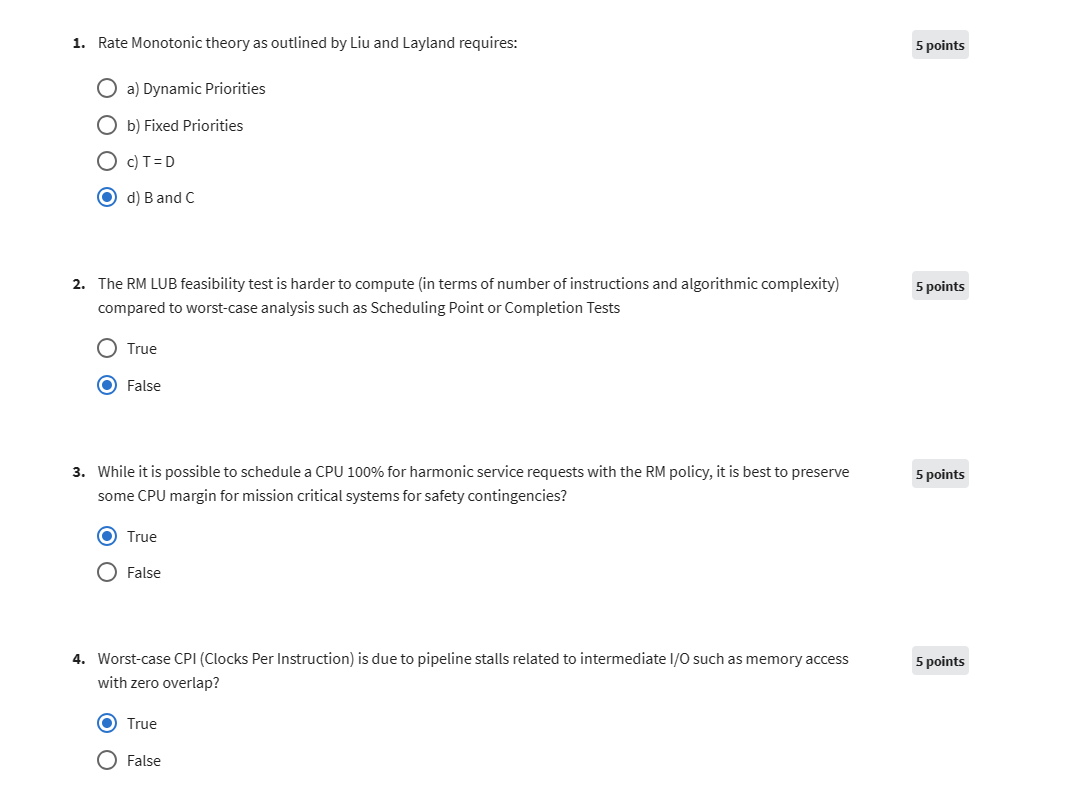 1. Rate Monotonic theory as outlined by Liu and Layland requires:
5 points
a) Dynamic Priorities
b) Fixed Priorities
c) T = D
d) B and C
2. The RM LUB feasibility test is harder to compute (in terms of number of instructions and algorithmic complexity)
5 points
compared to worst-case analysis such as Scheduling Point or Completion Tests
True
False
3. While it is possible to schedule a CPU 100% for harmonic service requests with the RM policy, it is best to preserve
5 points
some CPU margin for mission critical systems for safety contingencies?
True
False
4. Worst-case CPI (Clocks Per Instruction) is due to pipeline stalls related to intermediate I/O such as memory access
5 points
with zero overlap?
True
False